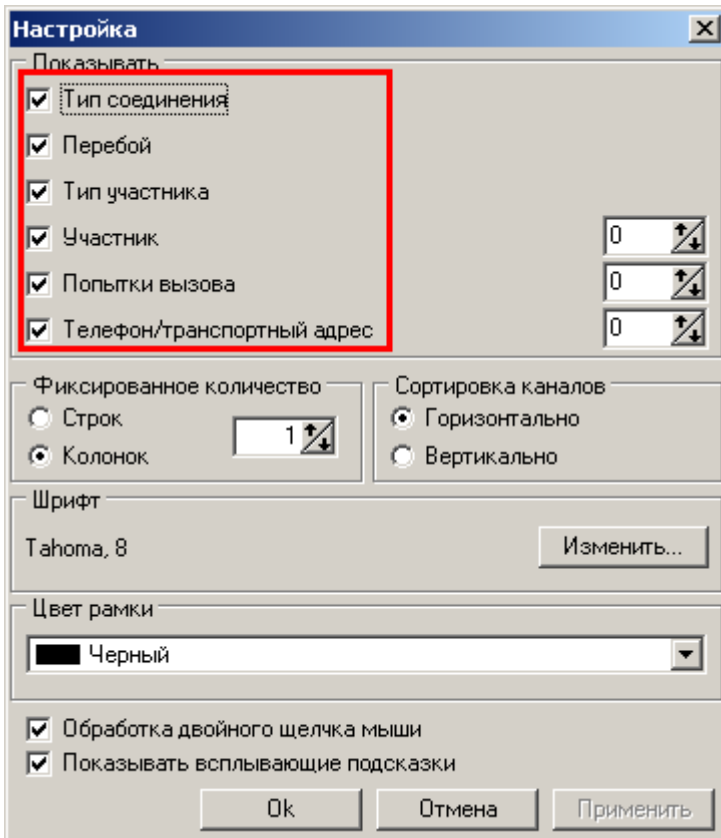 Настройка
Показывать
Тип соединения
Перебой
Тип участника
Участник 0
Попытки вызова 0
Телефон/транспортный адрес 0
Фиксированное количество
Строк
Колонок
1
Сортировка каналов
Горизонтально
Вертикально
Шрифт
Tahoma, 8 Изменить...
Цвет рамки
Черный
Обработка двойного щелчка мыши
Показывать всплывающие подсказки
Ok Отмена Применить